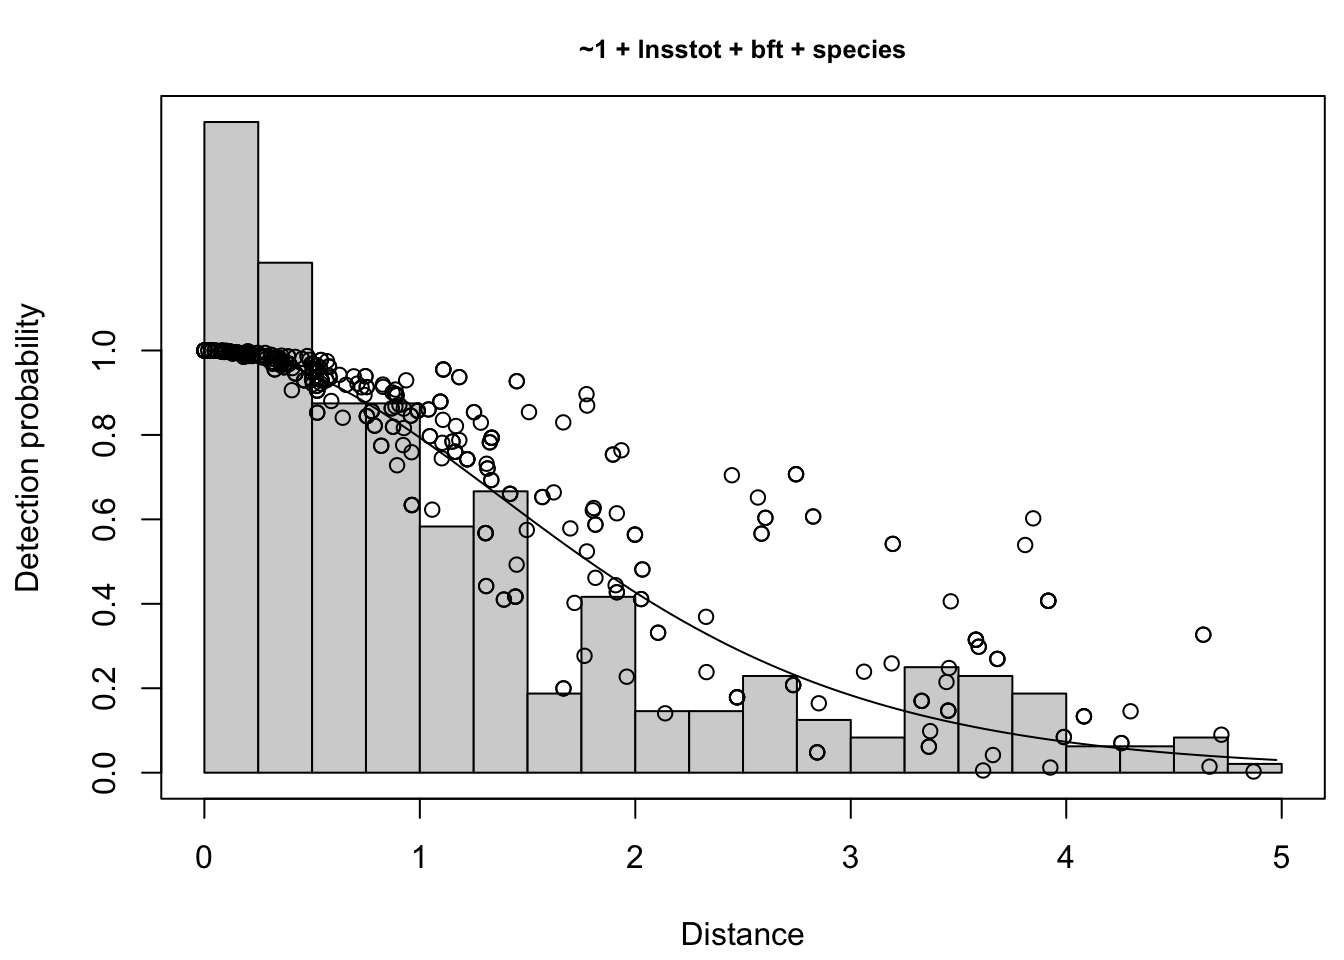 ~1 + lnsstot + bft + species
Detection probability
1.0
0.8
0.6
0.4
0.2
0.0
0 1 2 3 4 5
Distance